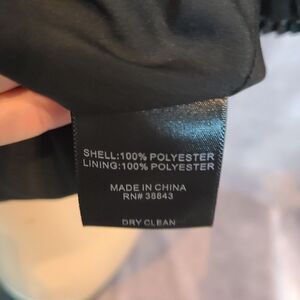 SHELL:100% POLYESTER
LINING:100% POLYESTER
MADE IN CHINA
RN# 38843
DRY CLEAN